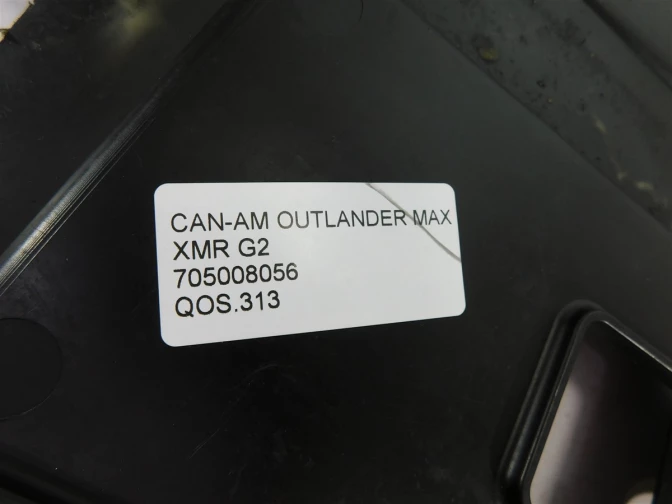 CAN-AM OUTLANDER MAX
XMR G2
705008056
QOS.313